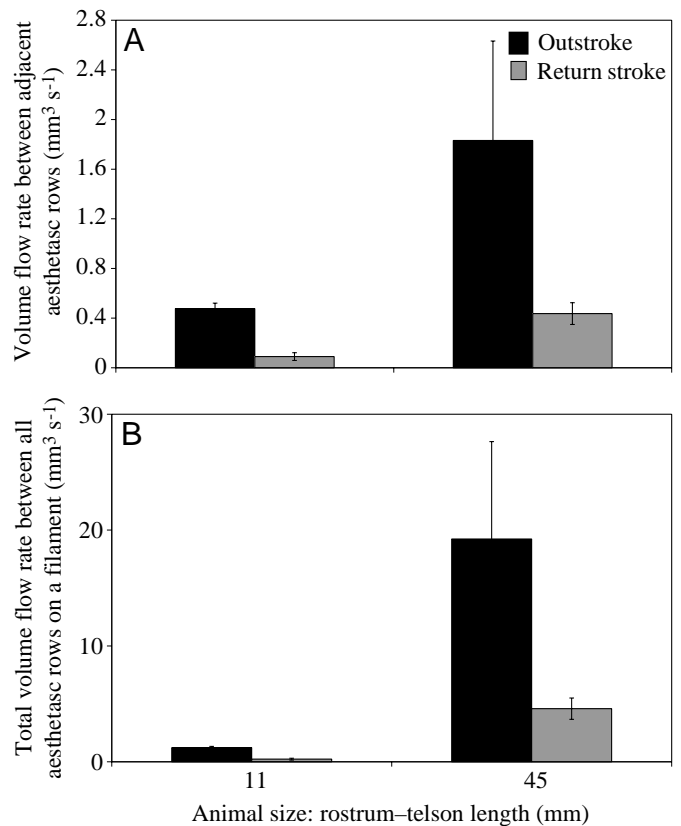 A
Outstroke
Return stroke
Volume flow rate between adjacent
aesthetasc rows (mm³ s⁻¹)
2.8
2.4
2
1.6
1.2
0.8
0.4
0
B
Total volume flow rate between all
aesthetasc rows on a filament (mm³ s⁻¹)
30
20
10
0
11
45
Animal size: rostrum–telson length (mm)